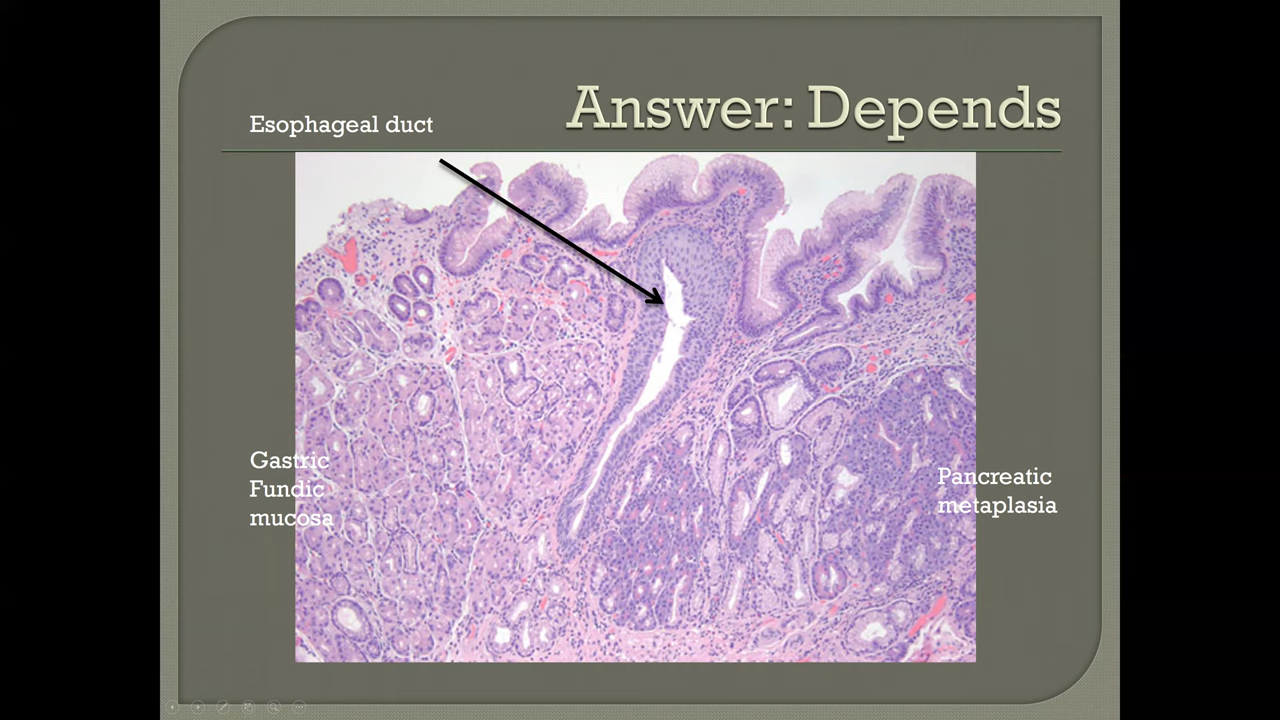 Answer: Depends
Esophageal duct
Gastric
Fundic
mucosa
Pancreatic
metaplasia